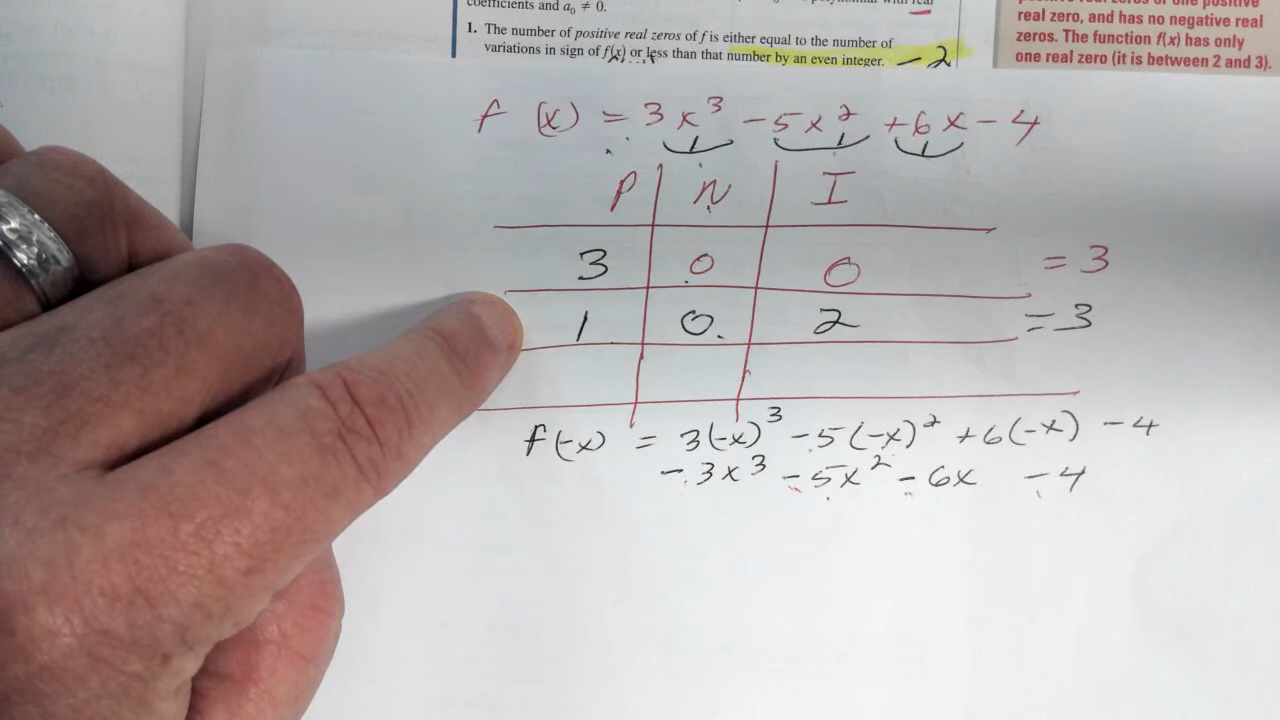 coefficients and a₀ ≠ 0.
real
1. The number of positive real zeros of f is either equal to the number of
variations in sign of f(x) or less than that number by an even integer. - 2
real zero, and has no negative real
zeros. The function f(x) has only
one real zero (it is between 2 and 3).
f (x) = 3x³ - 5x² + 6x - 4
1 1 1
P N I
3 0 0 = 3
1 0 2 = 3
f(-x) = 3(-x)³ - 5(-x)² + 6(-x) - 4
- 3x³ - 5x² - 6x - 4